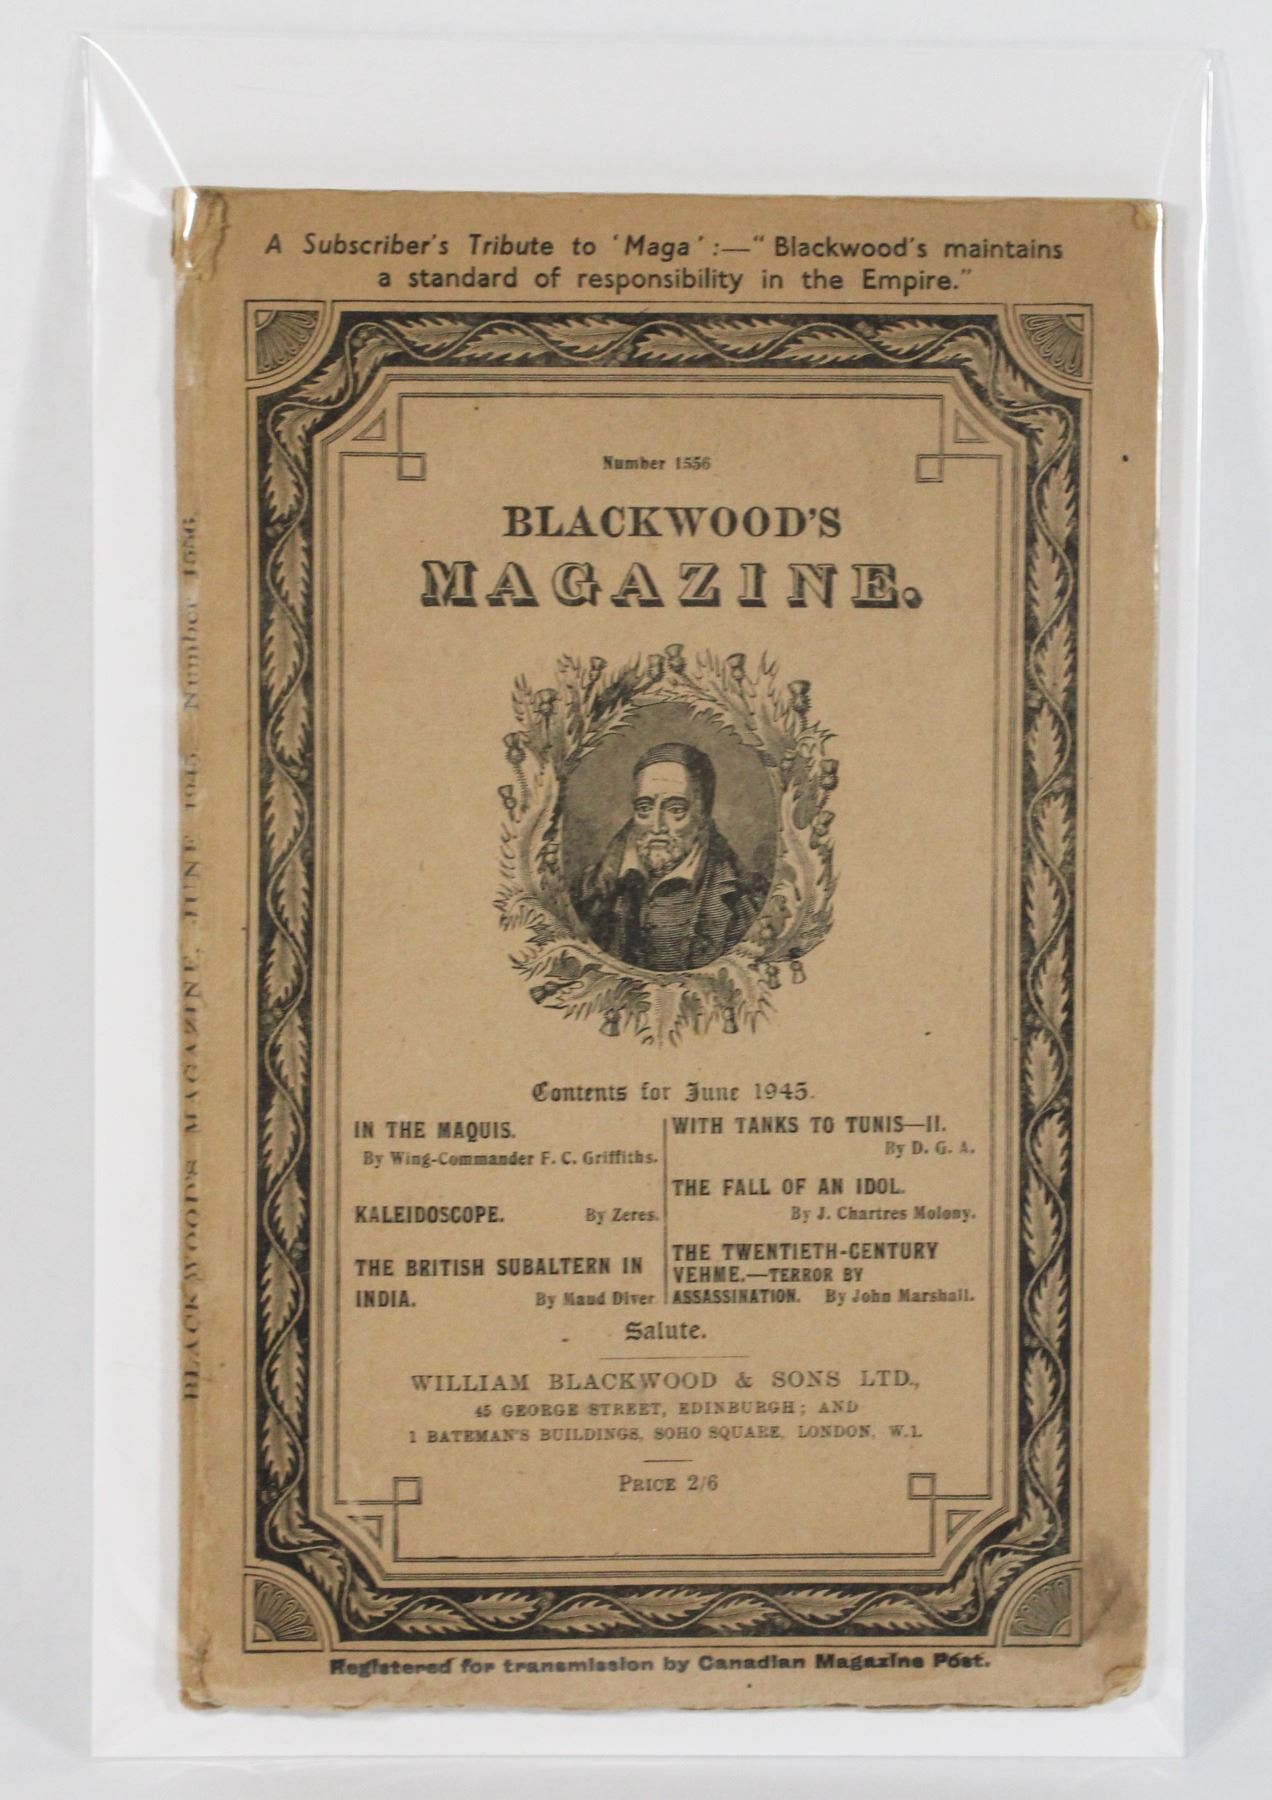 A Subscriber's Tribute to 'Maga' :—" Blackwood's maintains
a standard of responsibility in the Empire."
Number 1556
BLACKWOOD'S
MAGAZINE.
Contents for June 1945.
IN THE MAQUIS.
By Wing-Commander F. C. Griffiths.
KALEIDOSCOPE. By Zeres.
THE BRITISH SUBALTERN IN
INDIA. By Maud Diver
WITH TANKS TO TUNIS—II.
By D. G. A.
THE FALL OF AN IDOL.
By J. Chartres Molony.
THE TWENTIETH-CENTURY
VEHME.—TERROR BY
ASSASSINATION. By John Marshall.
Salute.
WILLIAM BLACKWOOD & SONS LTD.,
45 GEORGE STREET, EDINBURGH; AND
1 BATEMAN'S BUILDINGS, SOHO SQUARE, LONDON, W.1.
PRICE 2/6
Registered for transmission by Canadian Magazine Post.
BLACKWOOD'S MAGAZINE, JUNE 1945. Number 1556.